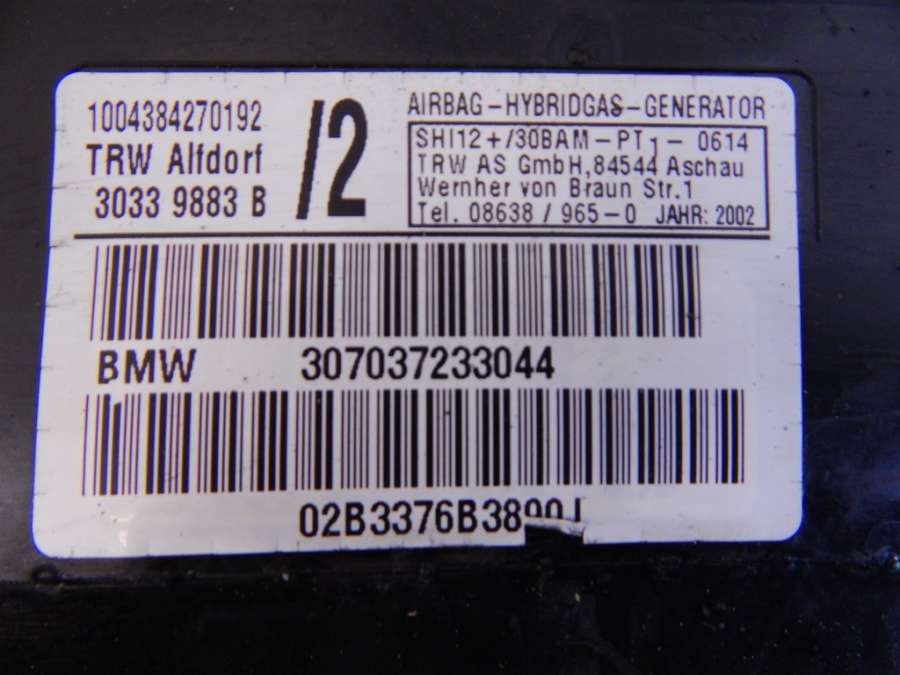 1004384270192
TRW Alfdorf
3033 9883 B
/2
AIRBAG-HYBRIDGAS-GENERATOR
SHI12+/30BAM-PT1-0614
TRW AS GmbH,84544 Aschau
Wernher von Braun Str.1
Tel. 08638/965-0 JAHR: 2002
BMW 307037233044